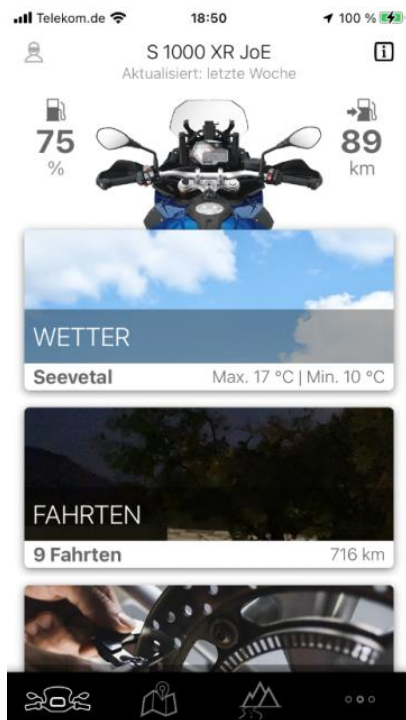 Telekom.de 18:50 100 %
S 1000 XR JoE
Aktualisiert: letzte Woche
75 89
% km
WETTER
Seevetal Max. 17 °C | Min. 10 °C
FAHRTEN
9 Fahrten 716 km